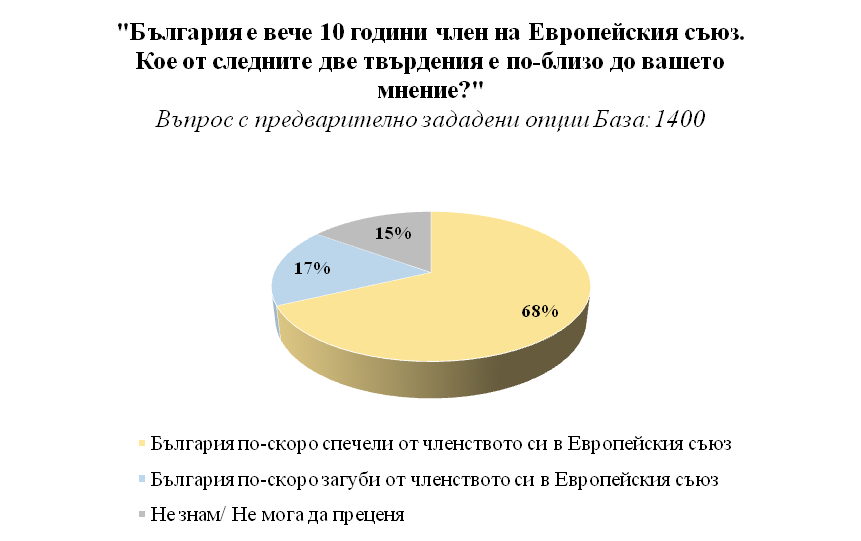 "България е вече 10 години член на Европейския съюз.
Кое от следните две твърдения е по-близо до вашето
мнение?"
Въпрос с предварително зададени опции База: 1400
15%
17%
68%
България по-скоро спечели от членството си в Европейския съюз
България по-скоро загуби от членството си в Европейския съюз
Не знам/ Не мога да преценя